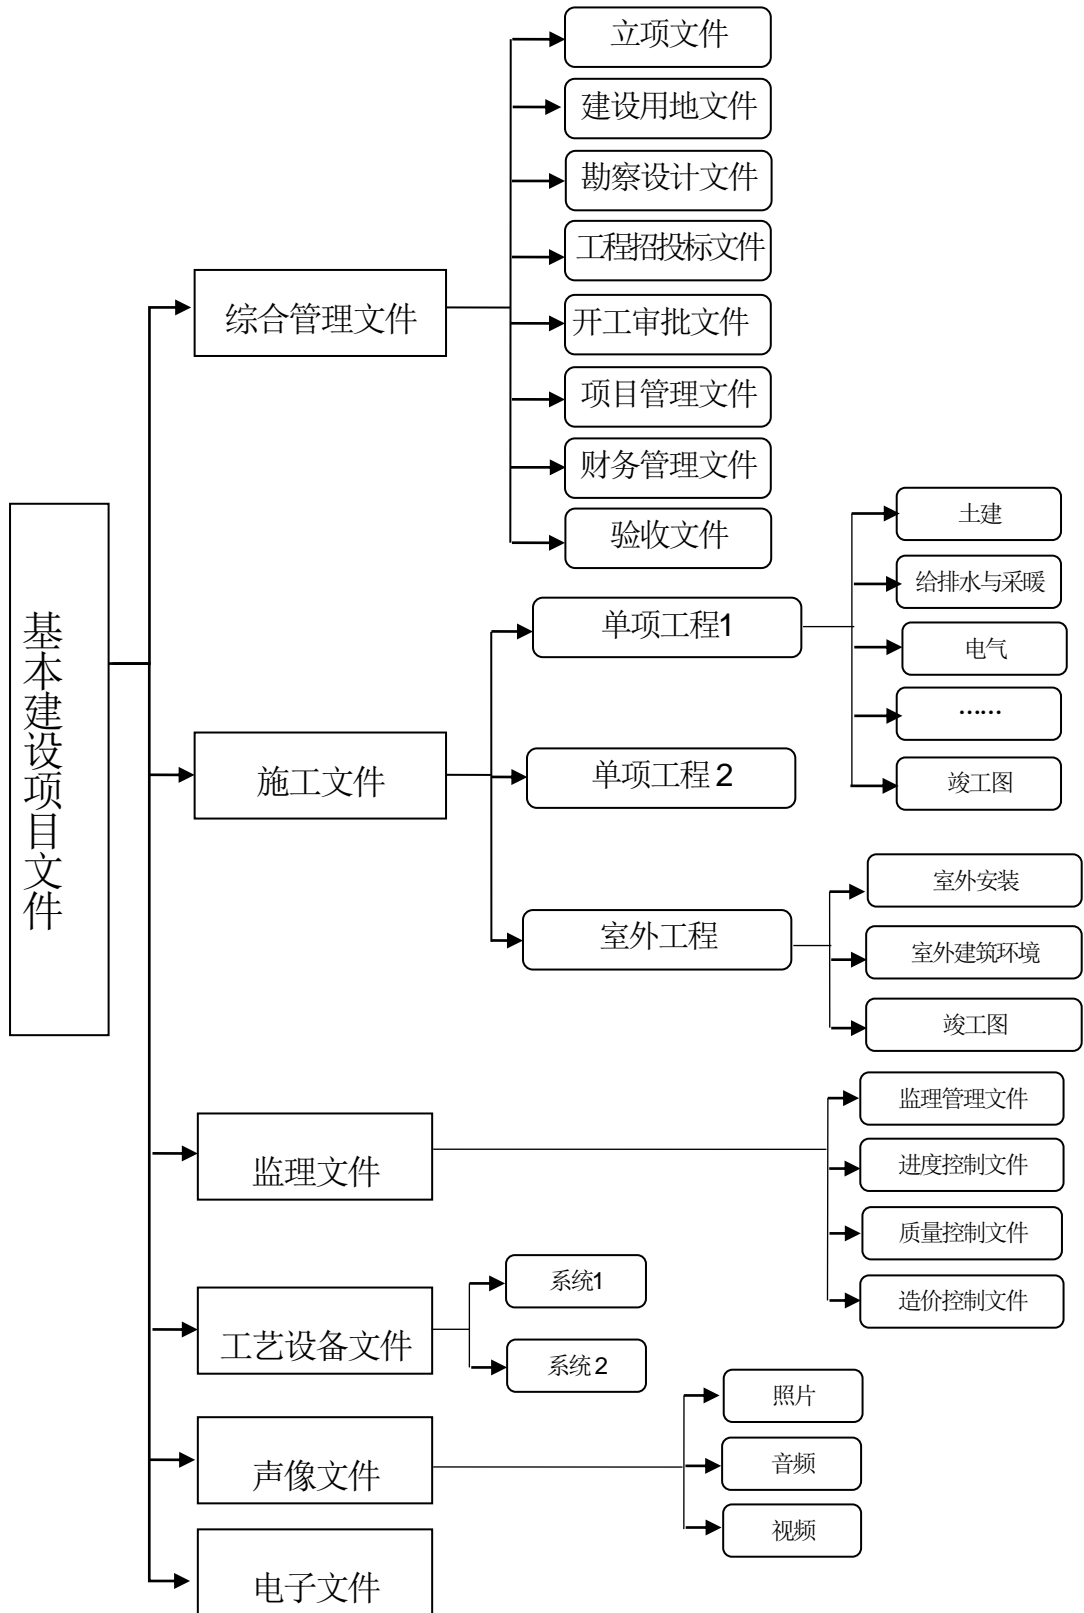 立项文件
建设用地文件
勘察设计文件
工程招投标文件
综合管理文件
开工审批文件
项目管理文件
财务管理文件
验收文件
基本建设项目文件
土建
给排水与采暖
单项工程1
电气
……
施工文件
单项工程 2
竣工图
室外安装
室外工程
室外建筑环境
竣工图
监理管理文件
监理文件
进度控制文件
质量控制文件
造价控制文件
系统1
工艺设备文件
系统 2
照片
声像文件
音频
视频
电子文件